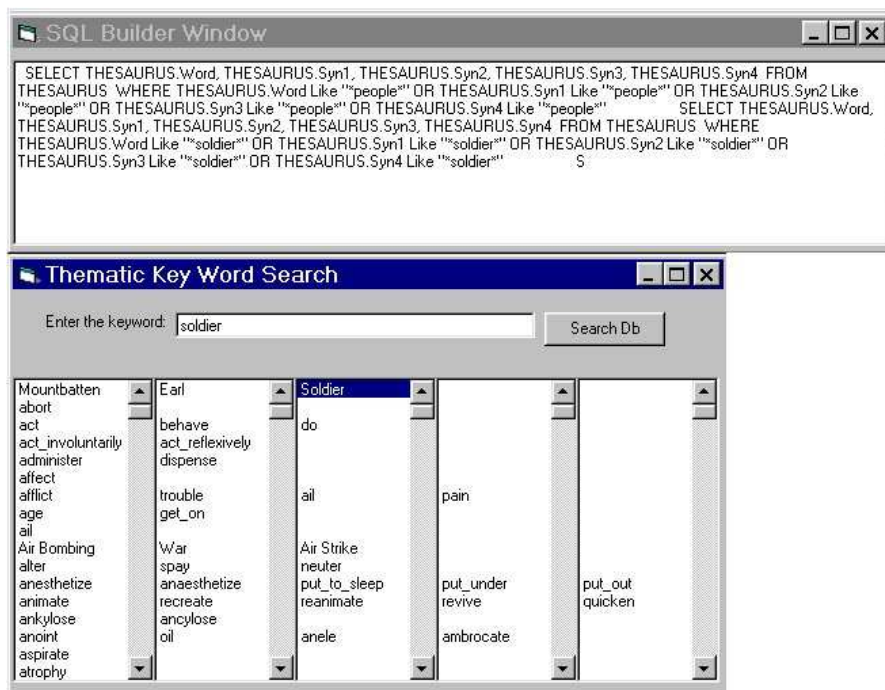 SQL Builder Window
SELECT THESAURUS.Word, THESAURUS.Syn1, THESAURUS.Syn2, THESAURUS.Syn3, THESAURUS.Syn4 FROM
THESAURUS WHERE THESAURUS.Word Like "*people*" OR THESAURUS.Syn1 Like "*people*" OR THESAURUS.Syn2 Like
"*people*" OR THESAURUS.Syn3 Like "*people*" OR THESAURUS.Syn4 Like "*people*" SELECT THESAURUS.Word,
THESAURUS.Syn1, THESAURUS.Syn2, THESAURUS.Syn3, THESAURUS.Syn4 FROM THESAURUS WHERE
THESAURUS.Word Like "*soldier*" OR THESAURUS.Syn1 Like "*soldier*" OR THESAURUS.Syn2 Like "*soldier*" OR
THESAURUS.Syn3 Like "*soldier*" OR THESAURUS.Syn4 Like "*soldier*" S
Thematic Key Word Search
Enter the keyword: soldier Search Db
Mountbatten Earl Soldier
abort
act behave do
act_involuntarily act_reflexively
administer dispense
affect
afflict trouble ail pain
age get_on
ail
Air Bombing War Air Strike
alter spay neuter
anesthetize anaesthetize put_to_sleep put_under put_out
animate recreate reanimate revive quicken
ankylose ancylose
anoint oil anele ambrocate
aspirate
atrophy